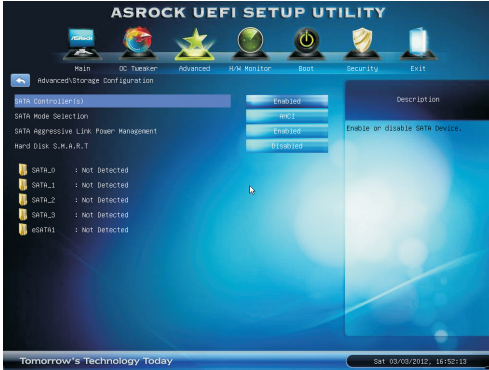 ASROCK UEFI SETUP UTILITY
ASRock
Main OC Tweaker Advanced H/W Monitor Boot Security Exit
Advanced\Storage Configuration
Description
SATA Controller(s) Enabled
SATA Mode Selection AHCI
SATA Aggressive Link Power Management Enabled
Hard Disk S.M.A.R.T Disabled
Enable or disable SATA Device.
SATA_0 : Not Detected
SATA_1 : Not Detected
SATA_2 : Not Detected
SATA_3 : Not Detected
eSATA1 : Not Detected
Tomorrow's Technology Today
Sat 03/03/2012, 16:52:13